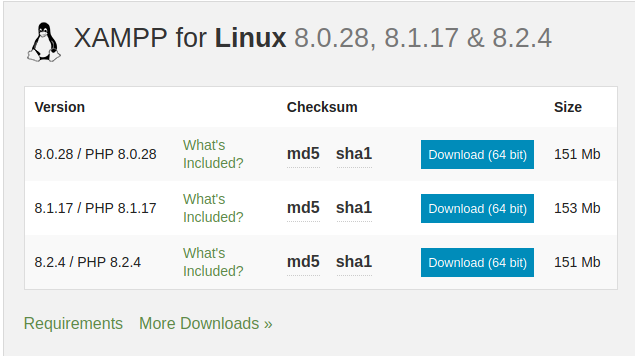 XAMPP for Linux 8.0.28, 8.1.17 & 8.2.4
Version Checksum Size
8.0.28 / PHP 8.0.28 What's Included? md5 sha1 Download (64 bit) 151 Mb
8.1.17 / PHP 8.1.17 What's Included? md5 sha1 Download (64 bit) 153 Mb
8.2.4 / PHP 8.2.4 What's Included? md5 sha1 Download (64 bit) 151 Mb
Requirements More Downloads »